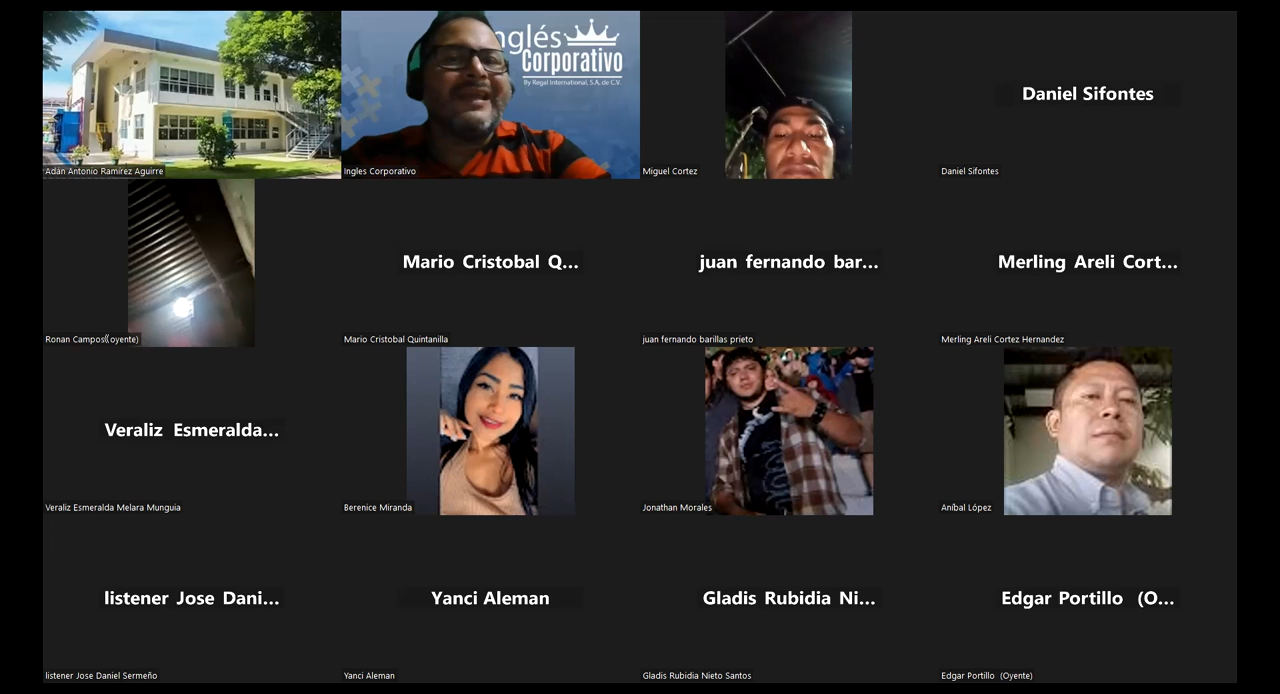 Adán Antonio Ramírez Aguirre
nglés
Corporativo
By Regal International, S.A. de C.V.
Ingles Corporativo
Miguel Cortez
Daniel Sifontes
Daniel Sifontes
Ronan Campos(oyente)
Mario Cristobal Q...
Mario Cristobal Quintanilla
juan fernando bar...
juan fernando barillas prieto
Merling Areli Cort...
Merling Areli Cortez Hernandez
Veraliz Esmeralda...
Veraliz Esmeralda Melara Munguia
Berenice Miranda
Jonathan Morales
Aníbal López
listener Jose Dani...
listener Jose Daniel Sermeño
Yanci Aleman
Yanci Aleman
Gladis Rubidia Ni...
Gladis Rubidia Nieto Santos
Edgar Portillo (O...
Edgar Portillo (Oyente)